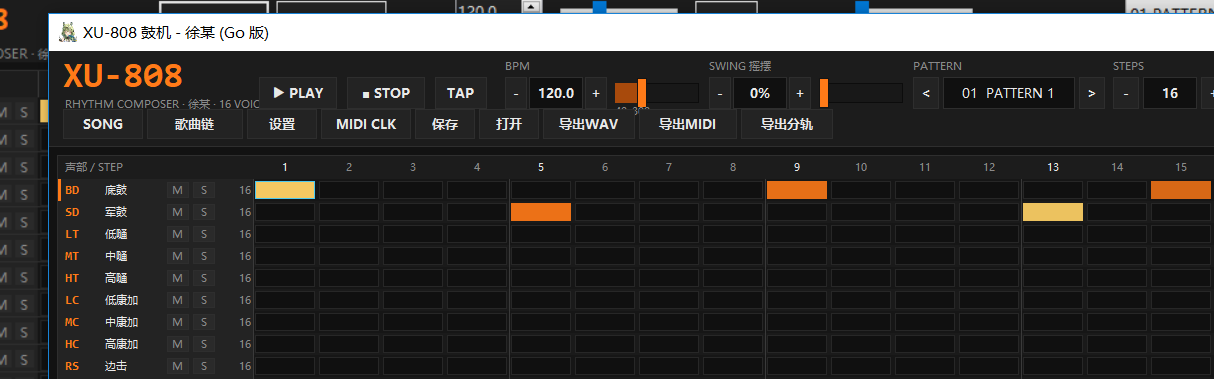 120.0
XU-808 鼓机 - 徐某 (Go 版)
XU-808
BPM SWING 摇摆 PATTERN STEPS
▶ PLAY ■ STOP TAP - 120.0 + - 0% + < 01 PATTERN 1 > - 16 +
RHYTHM COMPOSER · 徐某 · 16 VOIC
SONG 歌曲链 设置 MIDI CLK 保存 打开 导出WAV 导出MIDI 导出分轨
声部 / STEP 1 2 3 4 5 6 7 8 9 10 11 12 13 14 15
BD 底鼓 M S 16
SD 军鼓 M S 16
LT 低嗵 M S 16
MT 中嗵 M S 16
HT 高嗵 M S 16
LC 低康加 M S 16
MC 中康加 M S 16
HC 高康加 M S 16
RS 边击 M S 16